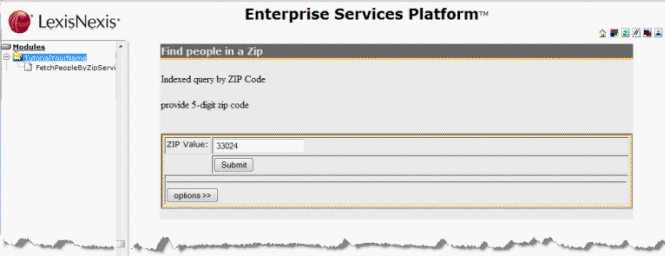 LexisNexis®
Enterprise Services Platform™
Modules
TutorialYourName
FetchPeopleByZipServi
Find people in a Zip
Indexed query by ZIP Code
provide 5-digit zip code
ZIP Value: 33024
Submit
options >>